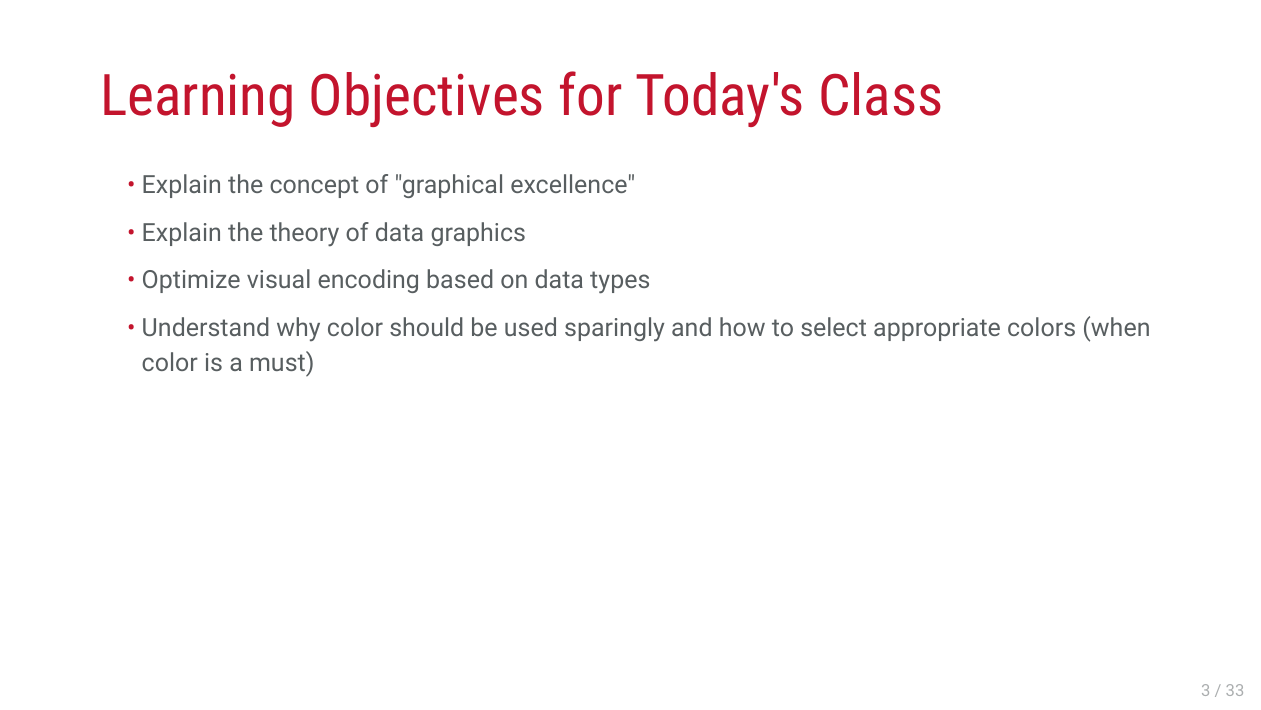 Learning Objectives for Today's Class
• Explain the concept of "graphical excellence"
• Explain the theory of data graphics
• Optimize visual encoding based on data types
• Understand why color should be used sparingly and how to select appropriate colors (when
color is a must)
3 / 33